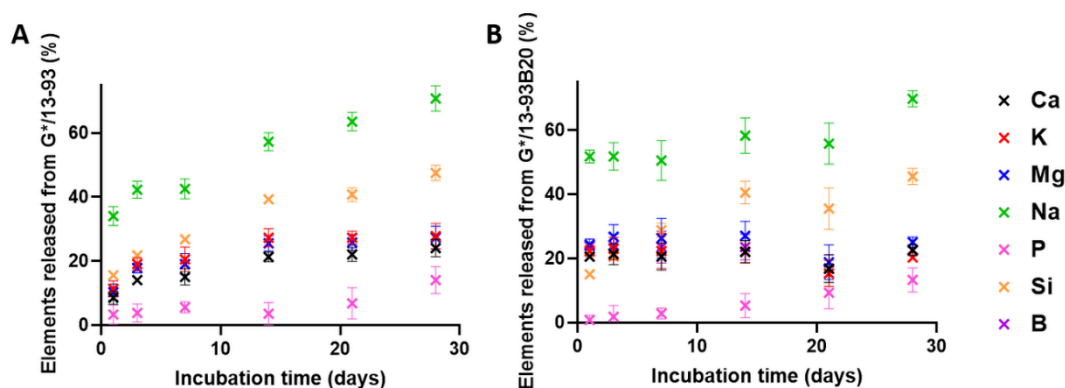 A
Elements released from G*/13-93 (%)
60
40
20
0
0
10
20
30
Incubation time (days)
B
Elements released from G*/13-93B20 (%)
60
40
20
0
0
10
20
30
Incubation time (days)
Ca
K
Mg
Na
P
Si
B